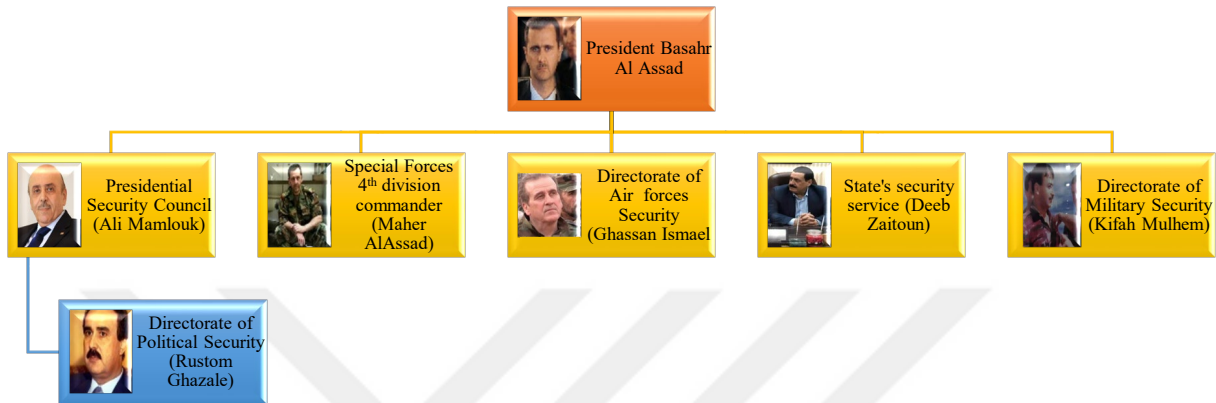 President Basahr
Al Assad
Presidential
Security Council
(Ali Mamlouk)
Special Forces
4th division
commander
(Maher
AlAssad)
Directorate of
Air forces
Security
(Ghassan Ismael
State's security
service (Deeb
Zaitoun)
Directorate of
Military Security
(Kifah Mulhem)
Directorate of
Political Security
(Rustom
Ghazale)